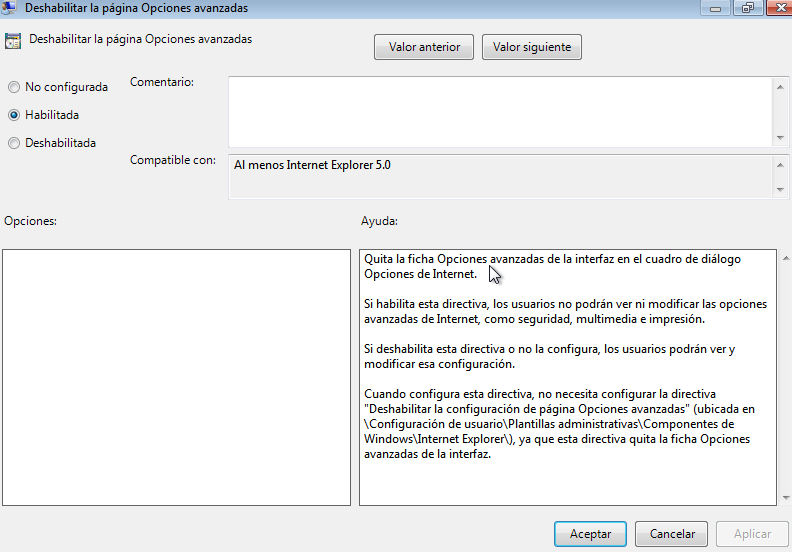 Deshabilitar la página Opciones avanzadas
Deshabilitar la página Opciones avanzadas
Valor anterior
Valor siguiente
No configurada
Habilitada
Deshabilitada
Comentario:
Compatible con:
Al menos Internet Explorer 5.0
Opciones:
Ayuda:
Quita la ficha Opciones avanzadas de la interfaz en el cuadro de diálogo
Opciones de Internet.
Si habilita esta directiva, los usuarios no podrán ver ni modificar las opciones
avanzadas de Internet, como seguridad, multimedia e impresión.
Si deshabilita esta directiva o no la configura, los usuarios podrán ver y
modificar esa configuración.
Cuando configura esta directiva, no necesita configurar la directiva
"Deshabilitar la configuración de página Opciones avanzadas" (ubicada en
\Configuración de usuario\Plantillas administrativas\Componentes de
Windows\Internet Explorer\), ya que esta directiva quita la ficha Opciones
avanzadas de la interfaz.
Aceptar
Cancelar
Aplicar